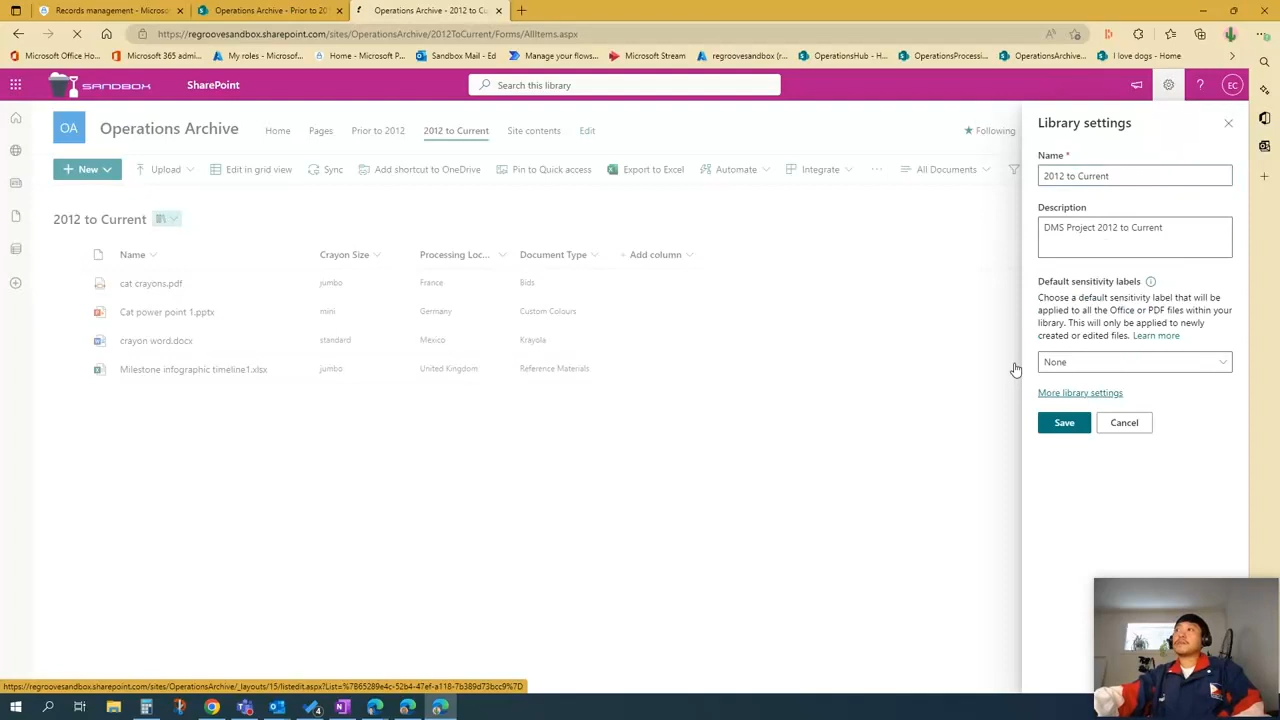 Records management - Microso
Operations Archive - Prior to 201
Operations Archive - 2012 to Cu
https://regroovesandbox.sharepoint.com/sites/OperationsArchive/2012ToCurrent/Forms/AllItems.aspx
Microsoft Office Hom
Microsoft 365 admi
My roles - Microsof
Home - Microsoft P
Sandbox Mail - Ed
Manage your flows
Microsoft Stream
regroovesandbox (r
OperationsHub - Ho
OperationsProcessi
OperationsArchive
I love dogs? - Home
SANDBOX
SharePoint
Search this library
?
EC
OA
Operations Archive
Home
Pages
Prior to 2012
2012 to Current
Site contents
Edit
Following
New
Upload
Edit in grid view
Sync
Add shortcut to OneDrive
Pin to Quick access
Export to Excel
Automate
Integrate
All Documents
2012 to Current
Name
Crayon Size
Processing Loc...
Document Type
+ Add column
cat crayons.pdf
jumbo
France
Bids
Cat power point 1.pptx
mini
Germany
Custom Colours
crayon word.docx
standard
Mexico
Krayola
Milestone infographic timeline1.xlsx
jumbo
United Kingdom
Reference Materials
Library settings
Name *
2012 to Current
Description
DMS Project 2012 to Current
Default sensitivity labels
Choose a default sensitivity label that will be
applied to all the Office or PDF files within your
library. This will only be applied to newly
created or edited files. Learn more
None
More library settings
Save
Cancel